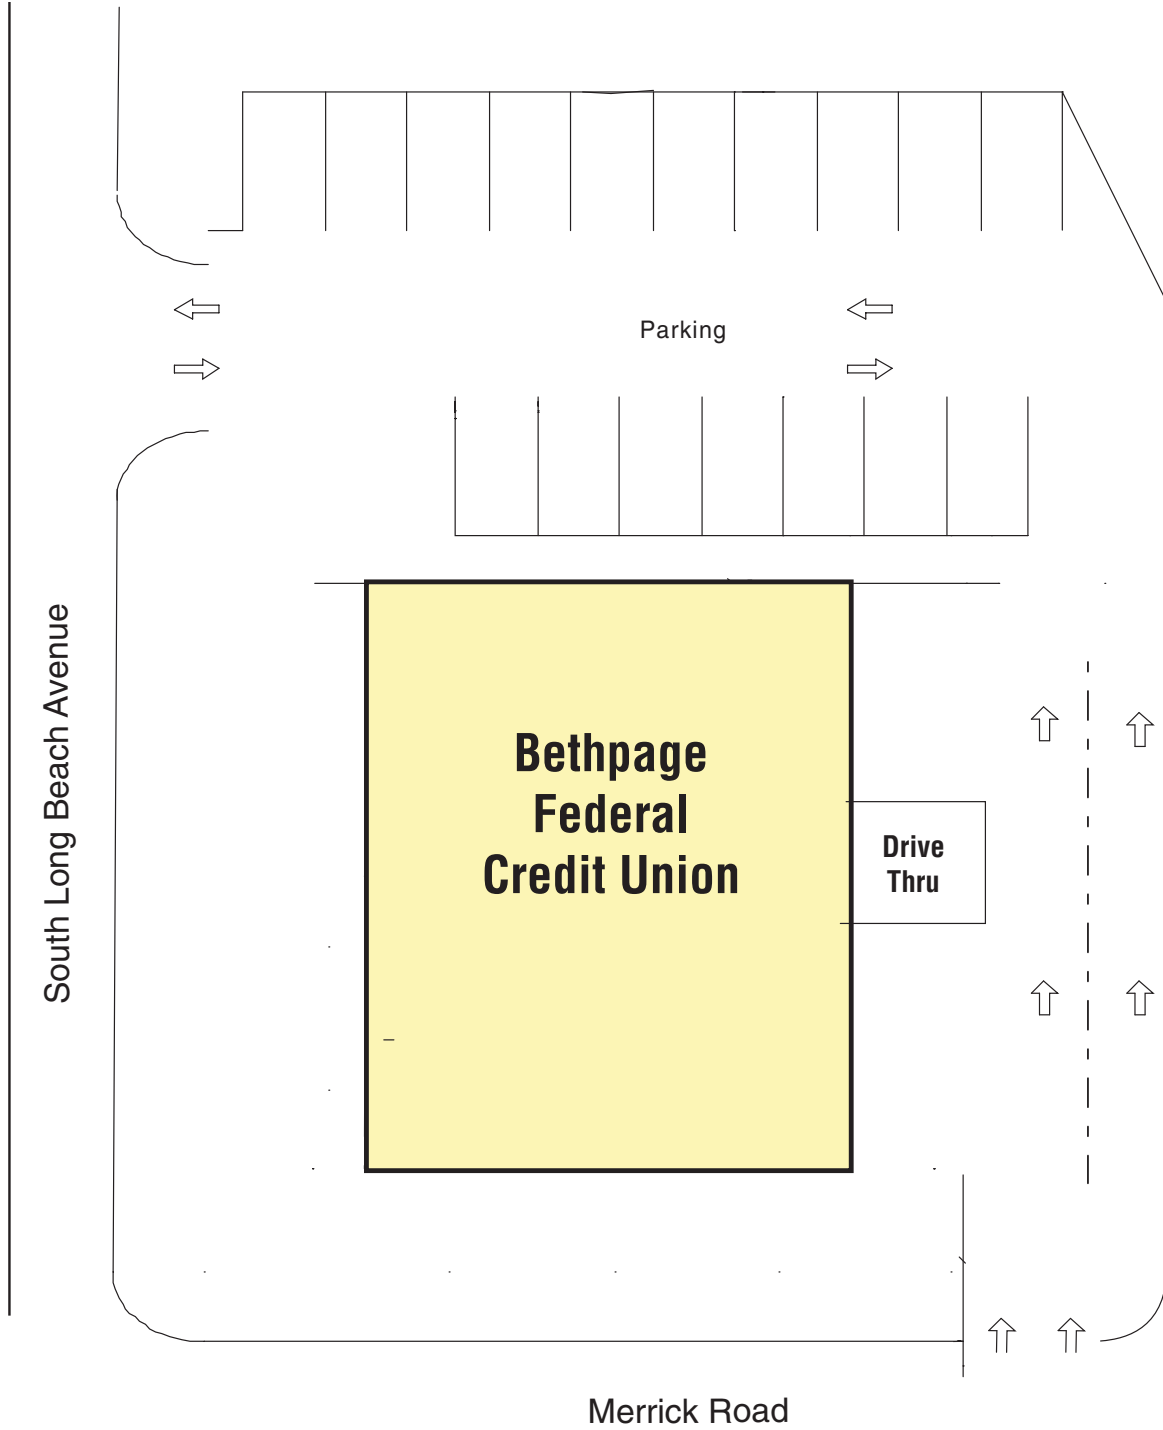 Parking
South Long Beach Avenue
Bethpage
Federal
Credit Union
Drive
Thru
Merrick Road